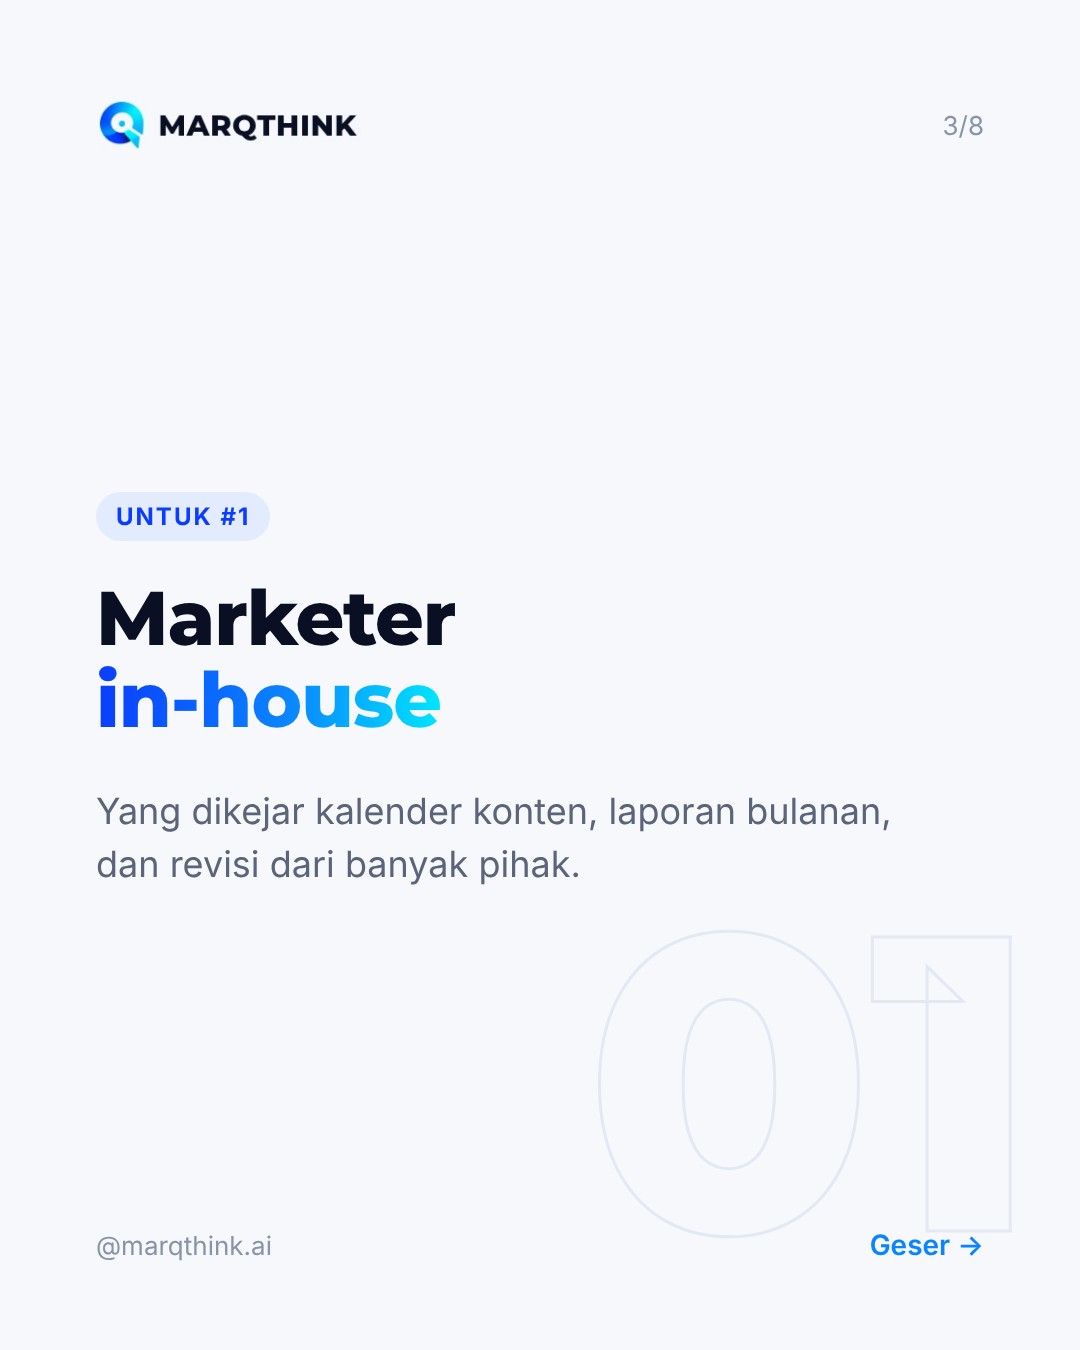 MARQTHINK
3/8
UNTUK #1
Marketer
in-house
Yang dikejar kalender konten, laporan bulanan,
dan revisi dari banyak pihak.
01
@marqthink.ai
Geser →